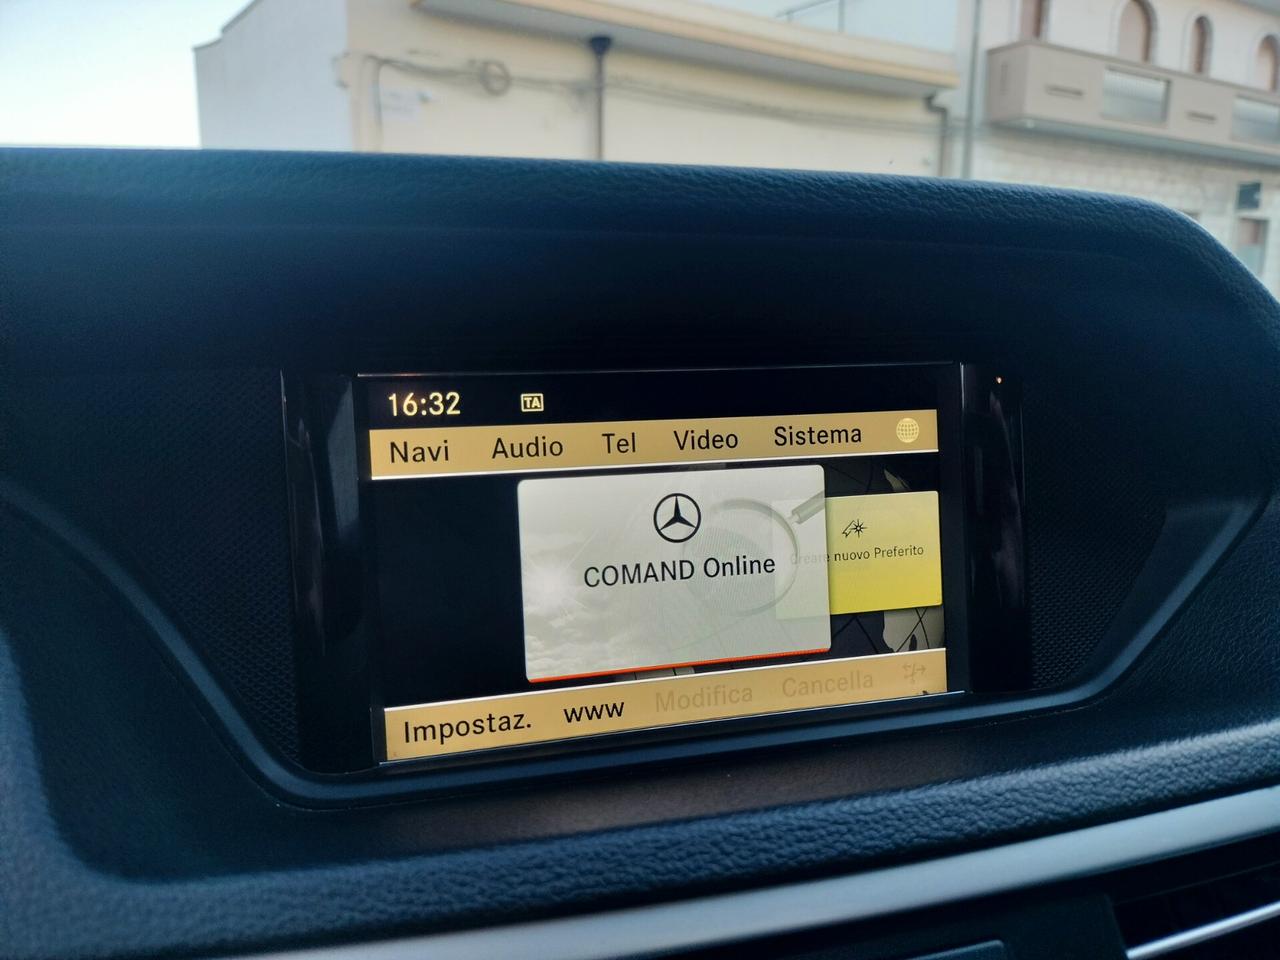 16:32 TA
Navi Audio Tel Video Sistema
COMAND Online
Creare nuovo Preferito
Impostaz. www Modifica Cancella